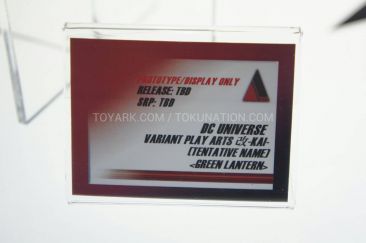 PROTOTYPE/DISPLAY ONLY
RELEASE: TBD
SRP: TBD
TOYARK.COM / TOKUNATION.COM
DC UNIVERSE
VARIANT PLAY ARTS 改-KAI-
(TENTATIVE NAME)
<GREEN LANTERN>